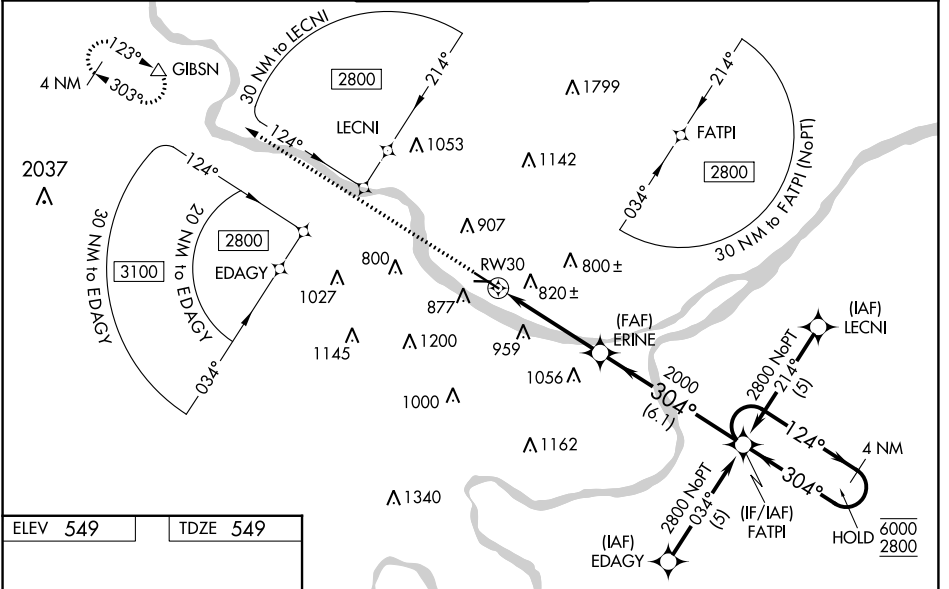 123°
GIBSN
4 NM
303°
30 NM to LECNI
2800
214°
LECNI
124°
1053
1799
1142
214°
FATPI
2800
034°
30 NM to FATPI (NoPT)
2037
124°
30 NM to EDAGY
3100
20 NM to EDAGY
2800
EDAGY
034°
907
800
1027
877
RW30
800±
820±
1145
1200
959
1056
1000
1162
1340
(FAF)
ERINE
2000
304°
(6.1)
(IAF)
LECNI
2800 NoPT
214°
(5)
124°
4 NM
304°
2800 NoPT
034°
(5)
(IF/IAF)
FATPI
HOLD
6000
2800
(IAF)
EDAGY
ELEV 549
TDZE 549